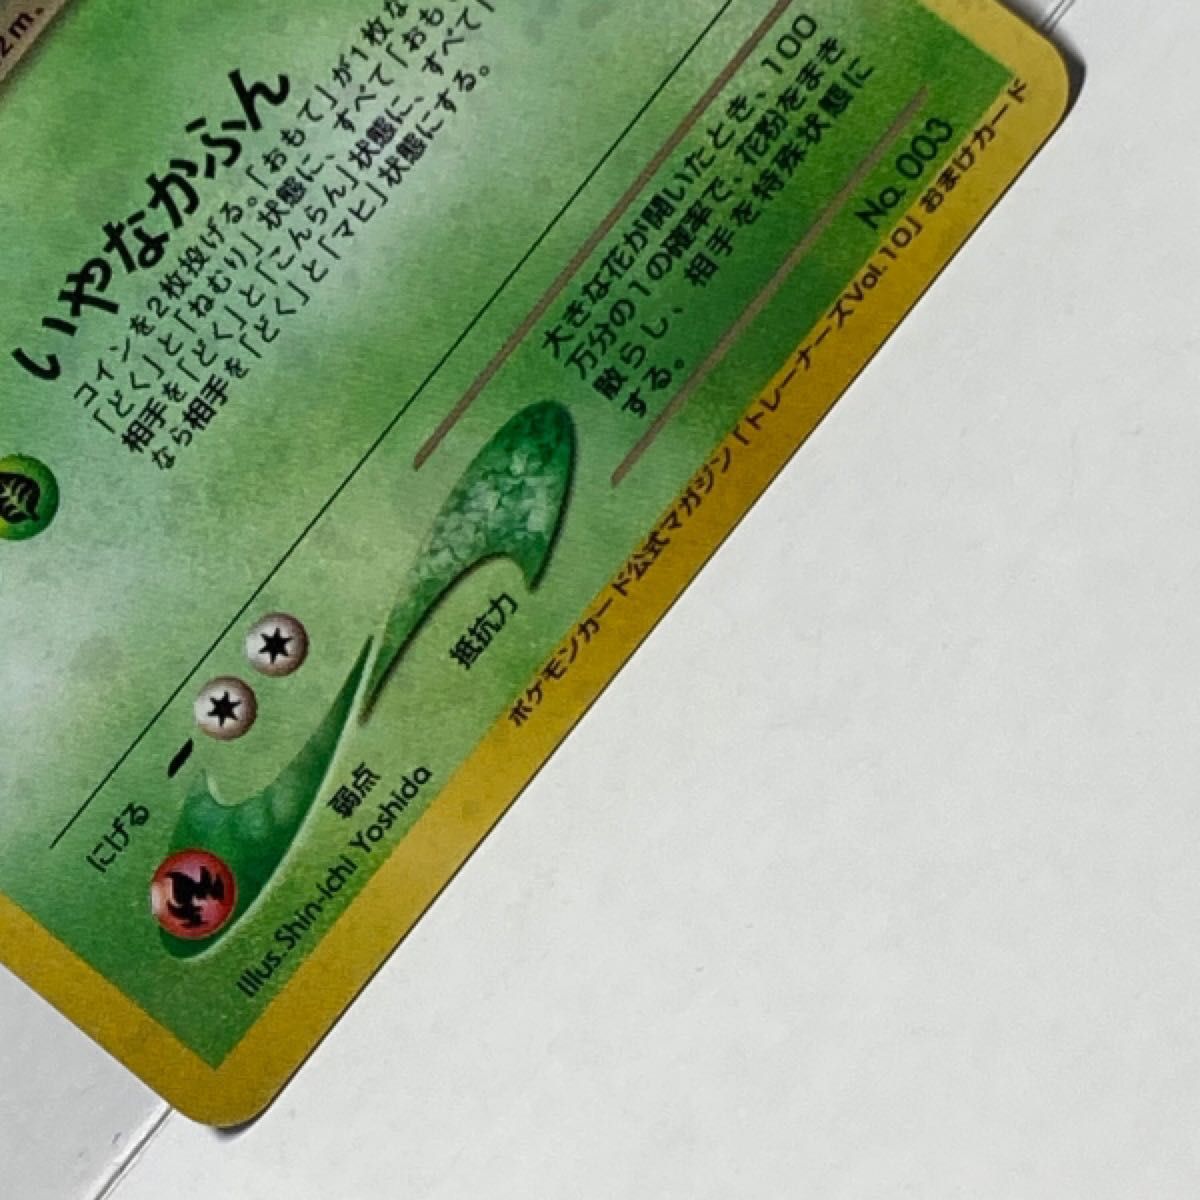 2m.
いやなかふん
コインを2枚投げる。「おもて」が1枚な
「どく」と「ねむり」状態に、すべて「おも
相手を「どく」と「こんらん」状態に、すべて
なら相手を「どく」と「マヒ」状態にする。
にげる
弱点
抵抗力
大きな花が開いたとき、100
万分の1の確率で、花粉をまき
散らし、相手を特殊状態に
する。
No. 003
Illus. Shin-ichi Yoshida
ポケモンカード公式マガジン「トレーナーズVol.10」おまけカード